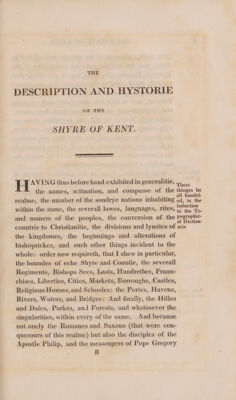 THE
DESCRIPTION AND HYSTORIE
OF THE
SHYRE OF KENT.
HAVING thus before hand exhibited in generalitie,
the names, scituation, and compasse of the
realme, the number of the sondrye nations inhabiting
within the same, the severall lawes, languages, rites,
and maners of the peoples, the conversion of the
countrie to Christianitie, the divisions and lymites of
the kingdomes, the beginnings and alterations of
bishoprickes, and such other things incident to the
whole: order now requireth, that I shew in particular,
the boundes of eche Shyre and Countie, the severall
Regiments, Bishops Sees, Lasts, Hundrethes, Fraun-
chises, Liberties, Cities, Markets, Borroughs, Castles,
Religious Houses, and Schooles: the Portes, Havens,
Rivers, Waters, and Bridges: And finally, the Hilles
and Dales, Parkes, and Forests, and whatsoever the
singularities, within every of the same. And because
not onely the Romanes and Saxons (that were con-
querours of this realme) but also the disciples of the
Apostle Philip, and the messengers of Pope Gregory
B
These
thinges be
all handel-
ed, in the
induction
to the To-
pographic-
al Diction-
arie